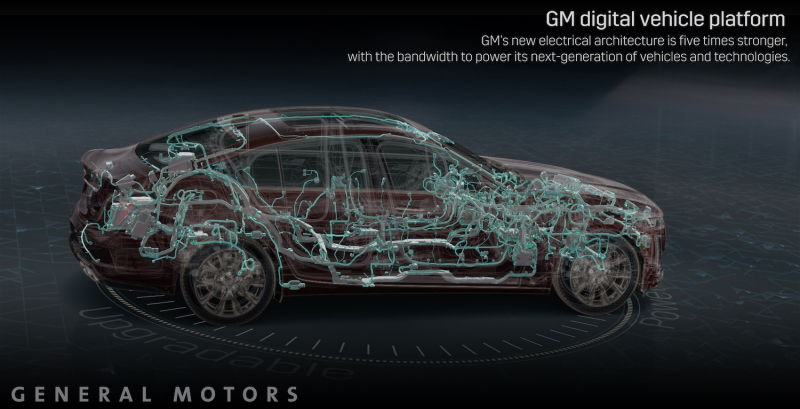 GM digital vehicle platform
GM's new electrical architecture is five times stronger,
with the bandwidth to power its next-generation of vehicles and technologies.
Upgradable
GENERAL MOTORS